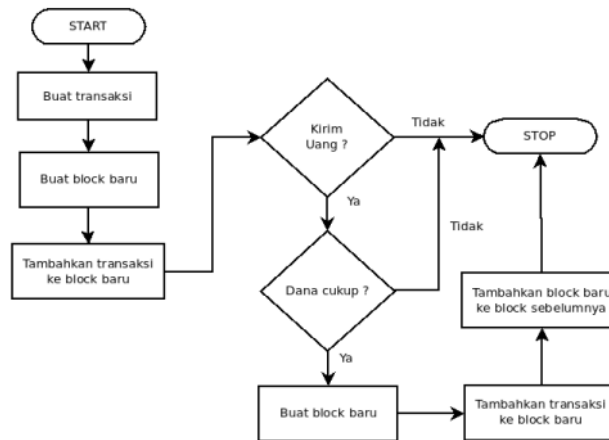 START
Buat transaksi
Buat block baru
Tambahkan transaksi
ke block baru
Kirim
Uang ?
Tidak
STOP
Ya
Tidak
Dana cukup ?
Ya
Buat block baru
Tambahkan transaksi
ke block baru
Tambahkan block baru
ke block sebelumnya